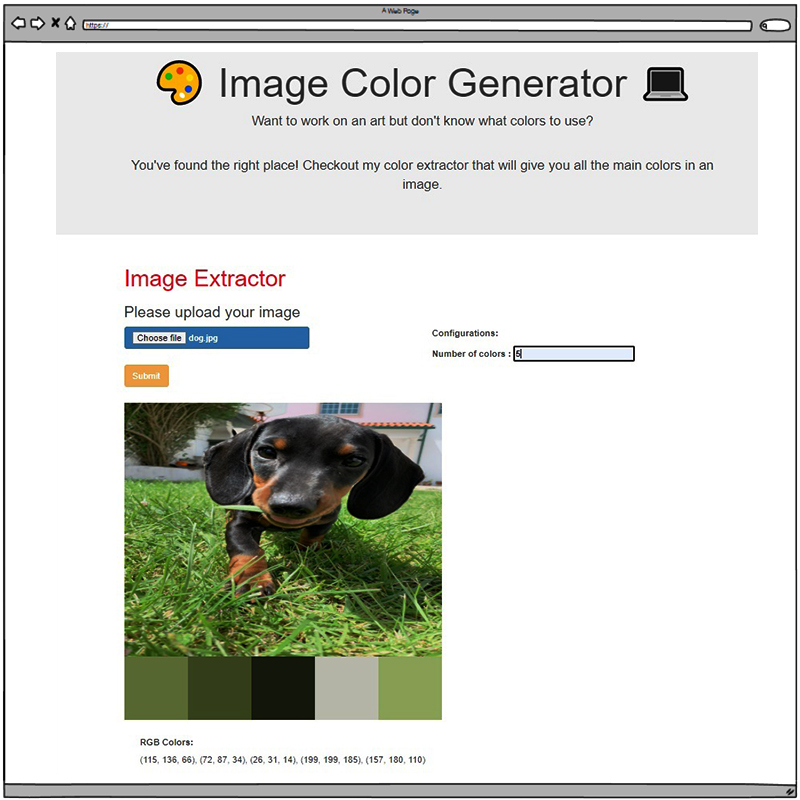 A Web Page
https://
Image Color Generator
Want to work on an art but don't know what colors to use?
You've found the right place! Checkout my color extractor that will give you all the main colors in an
image.
Image Extractor
Please upload your image
Choose file dog.jpg
Configurations:
Number of colors : 5
Submit
RGB Colors:
(115, 136, 66), (72, 87, 34), (26, 31, 14), (199, 199, 185), (157, 180, 110)